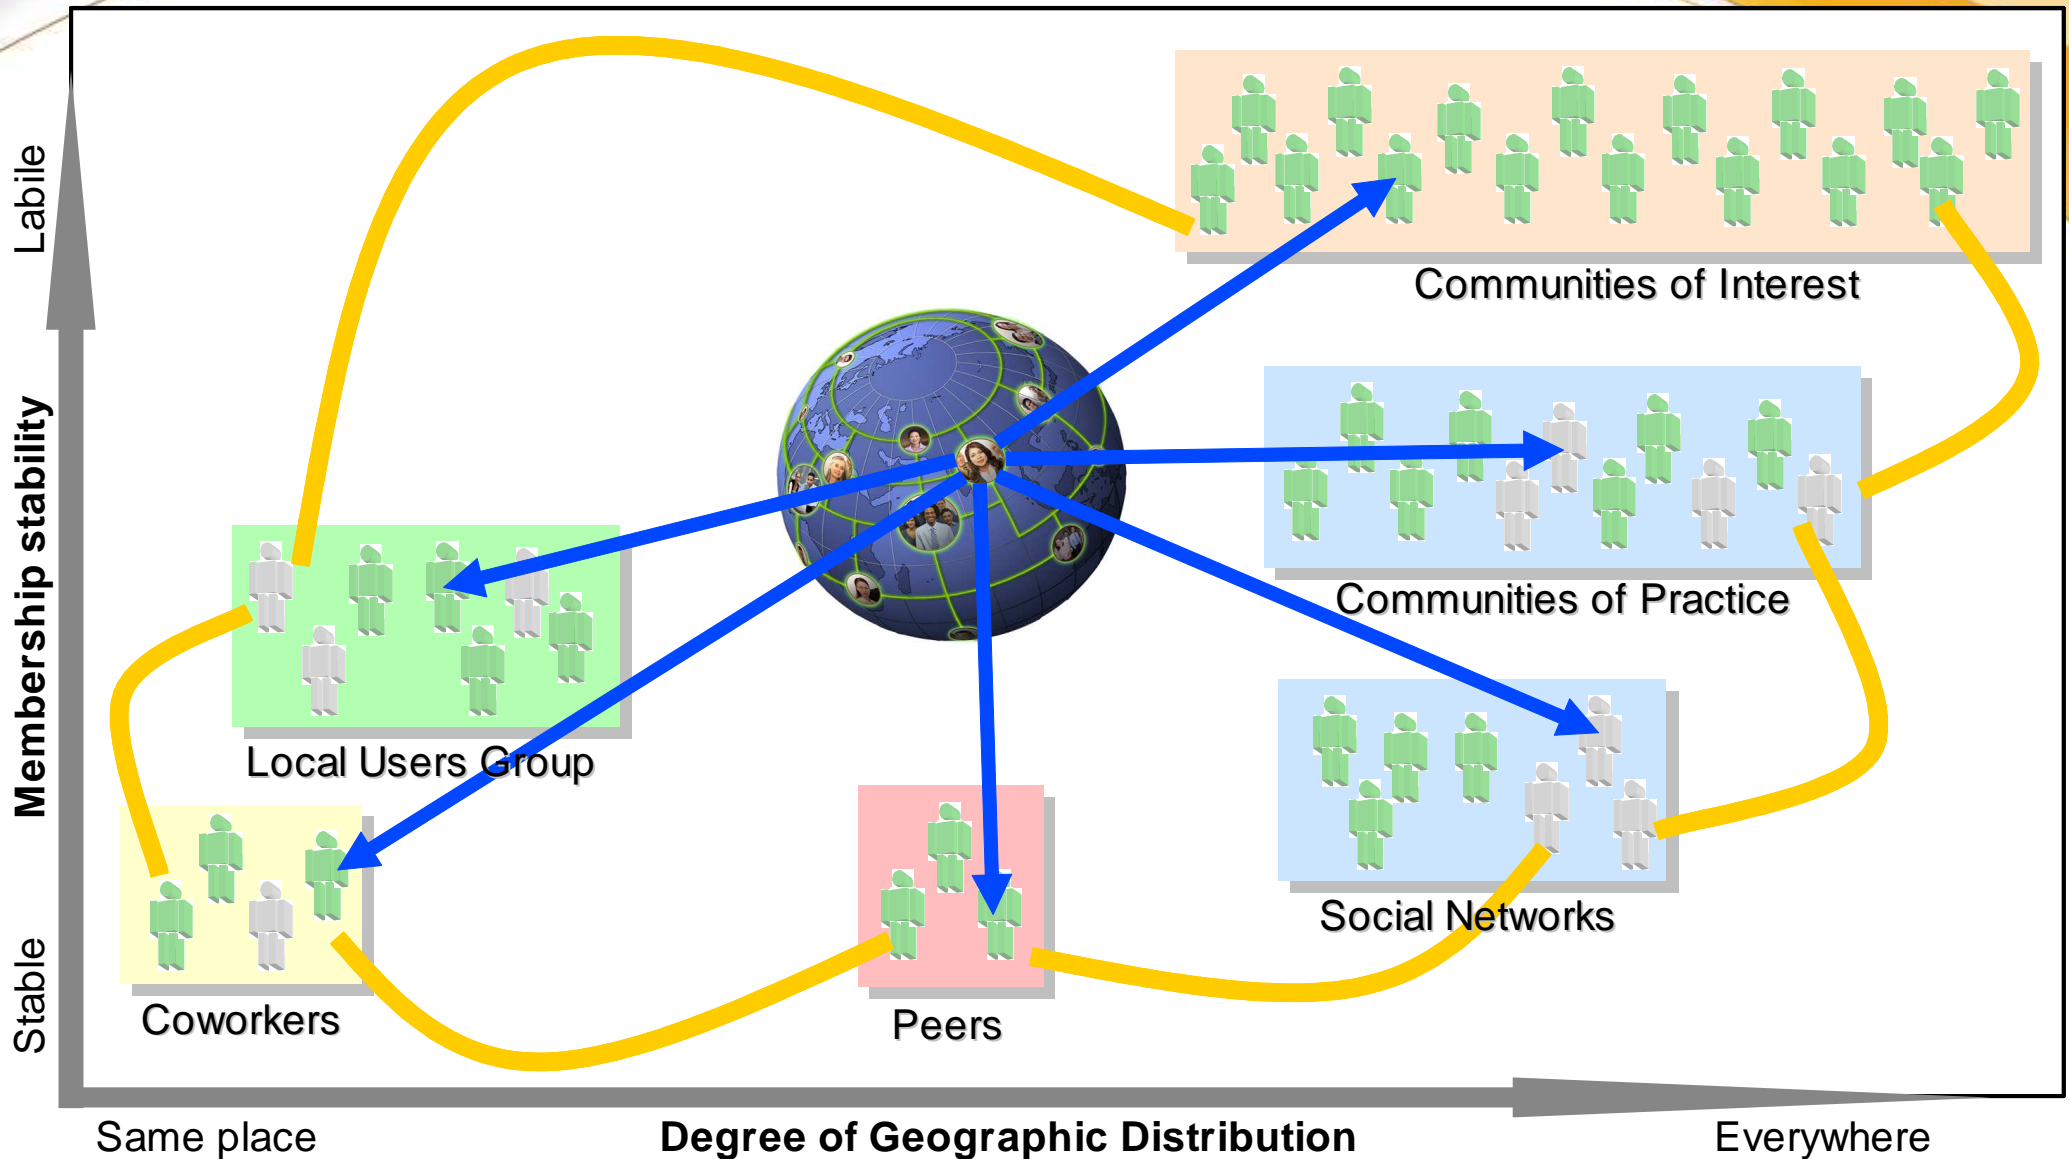 Labile
Membership stability
Stable
Communities of Interest
Communities of Practice
Local Users Group
Social Networks
Coworkers
Peers
Same place
Degree of Geographic Distribution
Everywhere